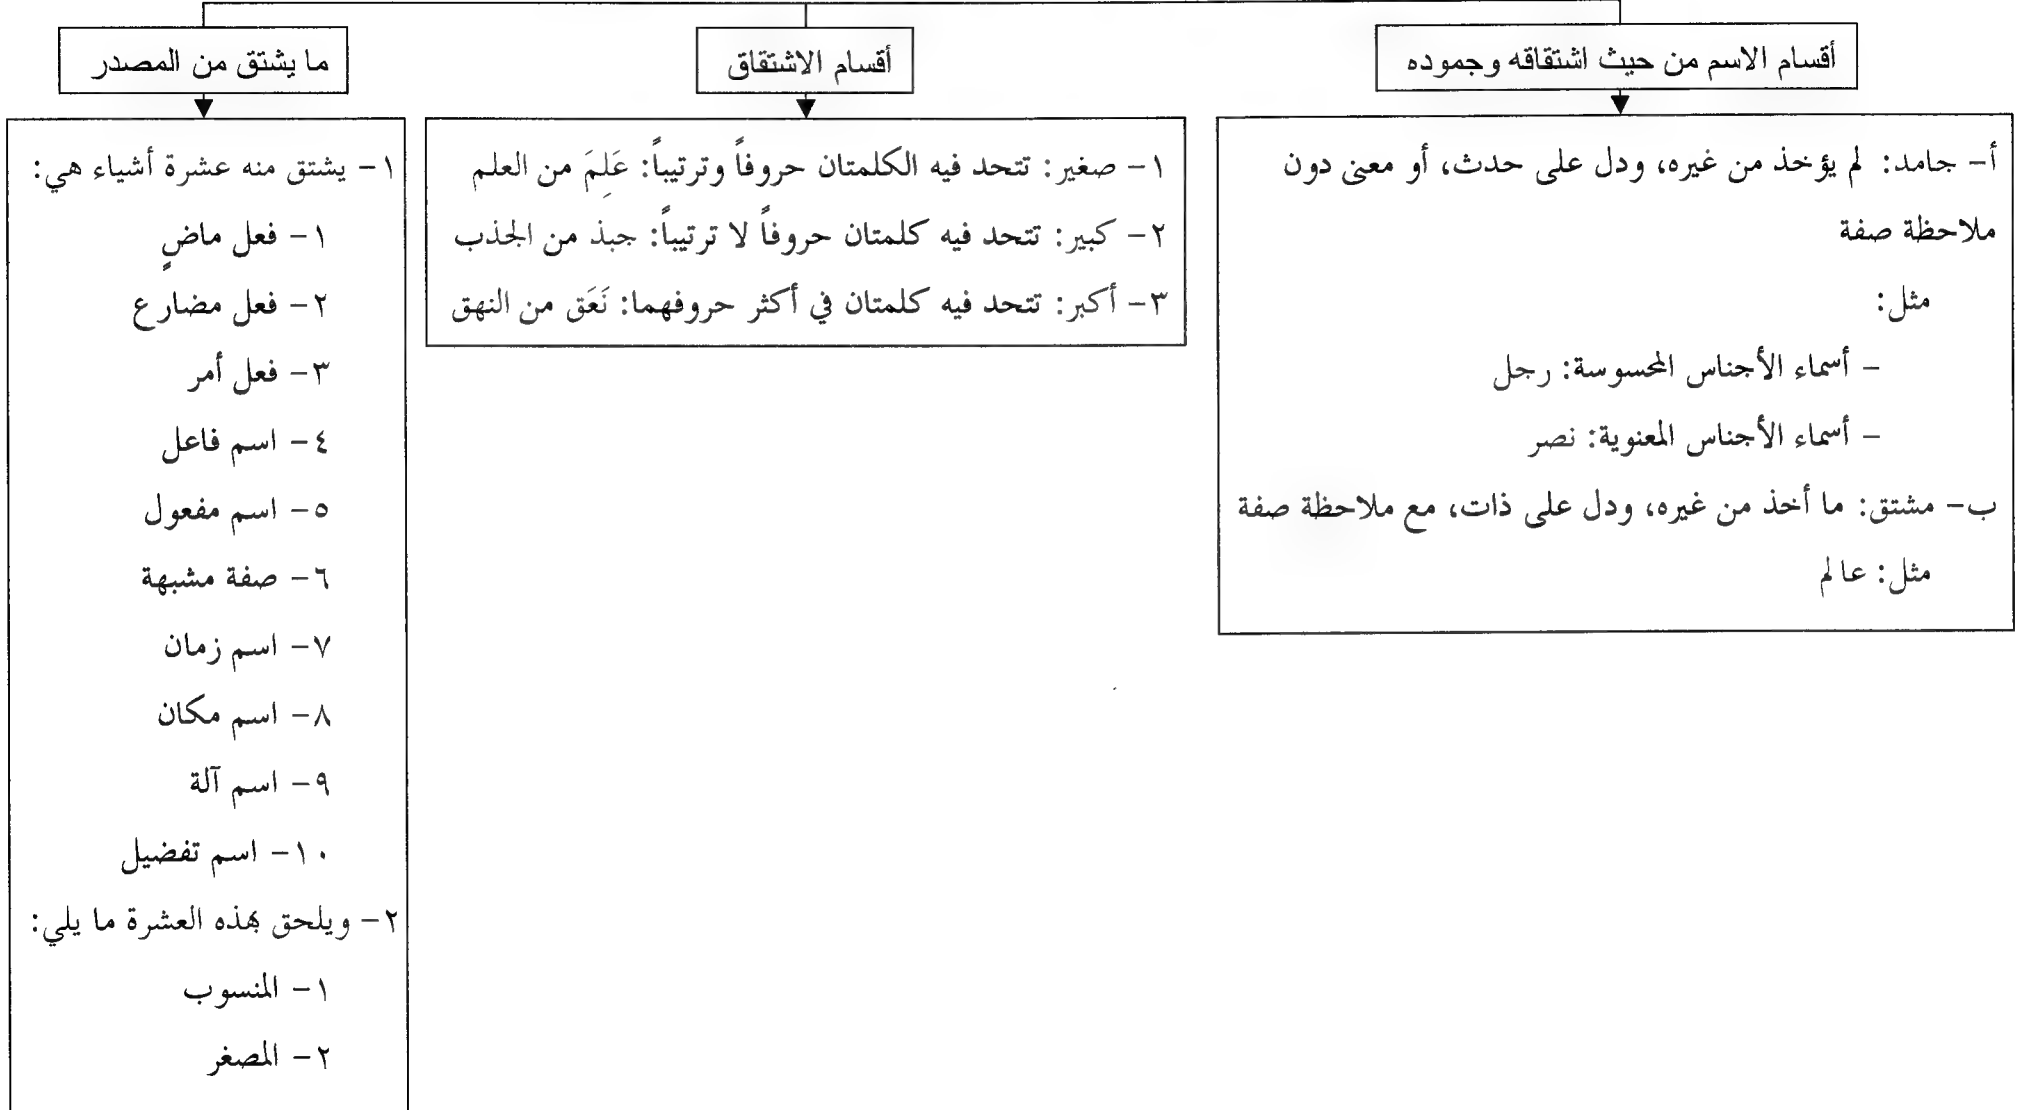 أقسام الاسم من حيث اشتقاقه وجموده
أ- جامد: لم يؤخذ من غيره، ودل على حدث، أو معنى دون
ملاحظة صفة
مثل:
- أسماء الأجناس المحسوسة: رجل
- أسماء الأجناس المعنوية: نصر
ب- مشتق: ما أخذ من غيره، ودل على ذات، مع ملاحظة صفة
مثل: عالم
أقسام الاشتقاق
١- صغير: تتحد فيه الكلمتان حروفاً وترتيباً: عَلِمَ من العلم
٢- كبير: تتحد فيه كلمتان حروفاً لا ترتيباً: جبذ من الجذب
٣- أكبر: تتحد فيه كلمتان في أكثر حروفهما: نَعَق من النهق
ما يشتق من المصدر
١- يشتق منه عشرة أشياء هي:
١- فعل ماضٍ
٢- فعل مضارع
٣- فعل أمر
٤- اسم فاعل
٥- اسم مفعول
٦- صفة مشبهة
٧- اسم زمان
٨- اسم مكان
٩- اسم آلة
١٠- اسم تفضيل
٢- ويلحق بهذه العشرة ما يلي:
١- المنسوب
٢- المصغر